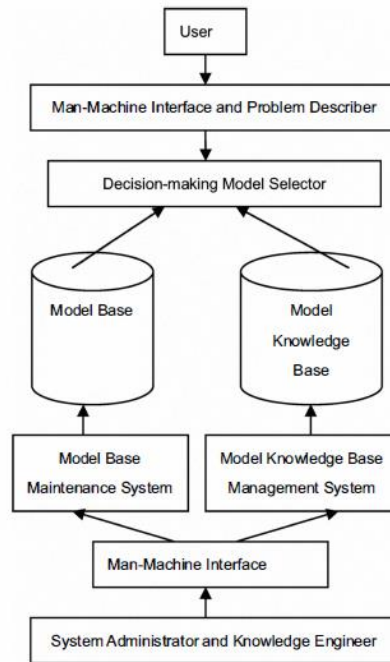 User
Man-Machine Interface and Problem Describer
Decision-making Model Selector
Model Base
Model
Knowledge
Base
Model Base
Maintenance System
Model Knowledge Base
Management System
Man-Machine Interface
System Administrator and Knowledge Engineer